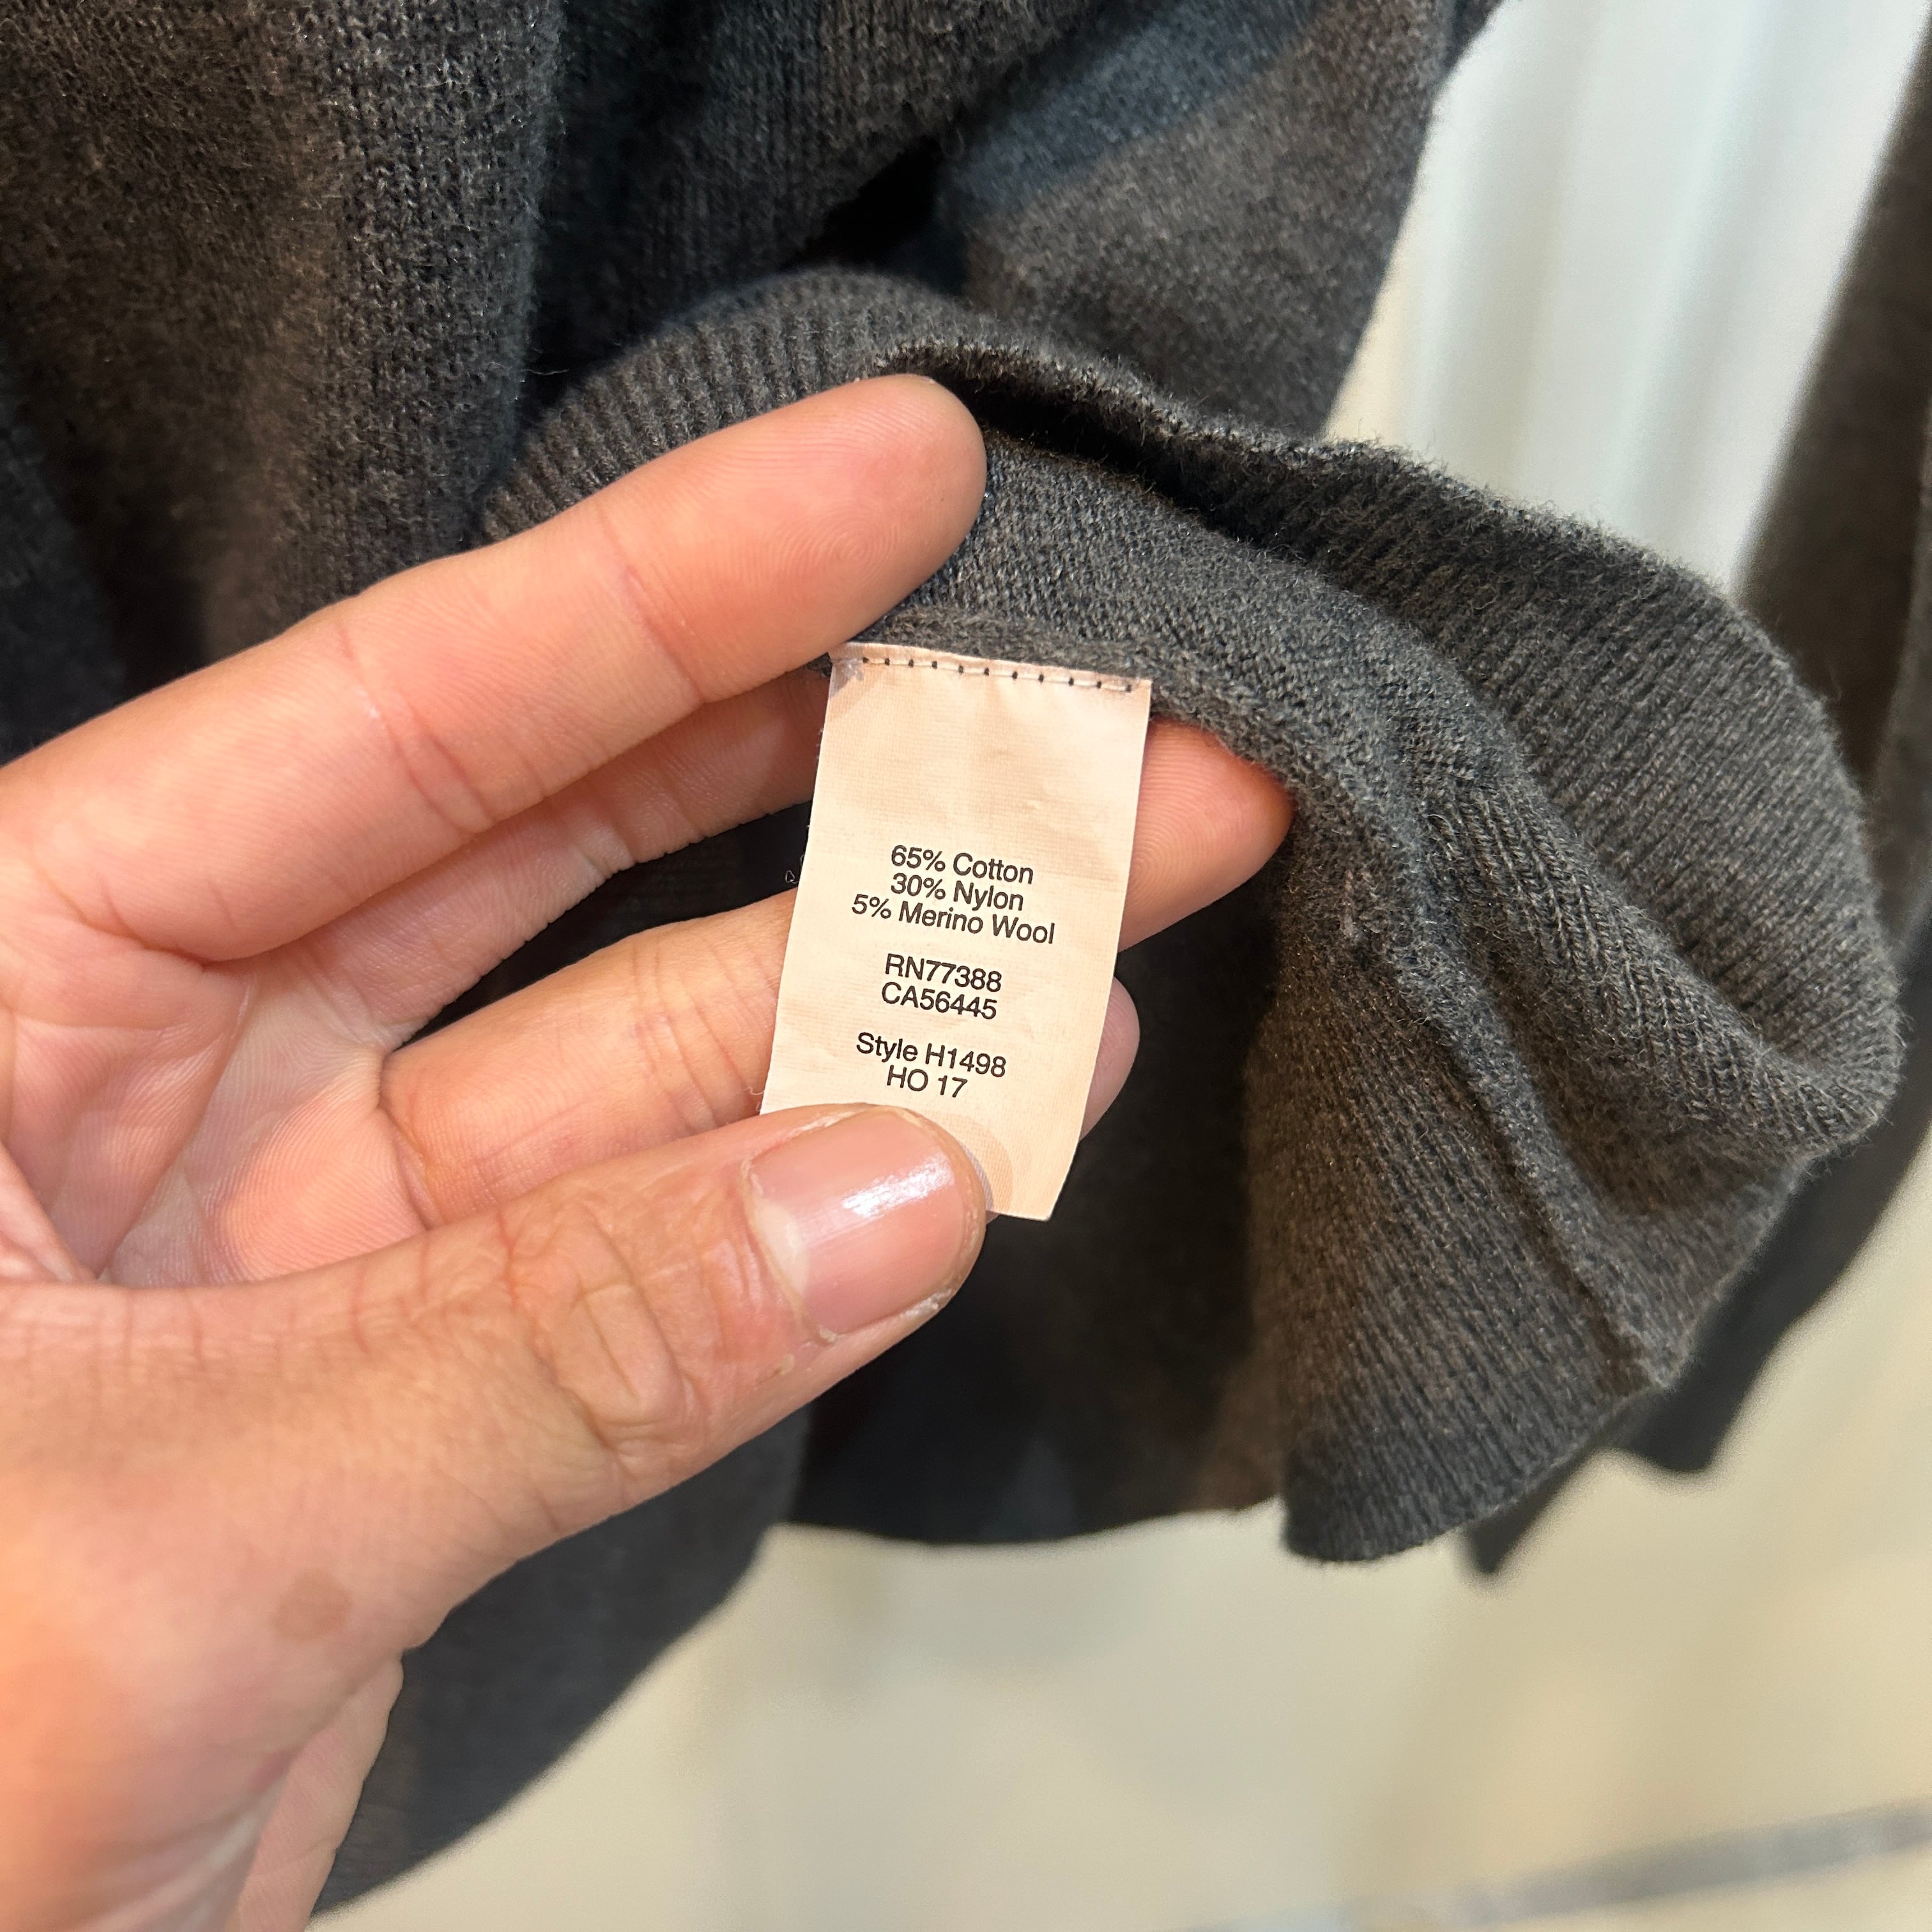 65% Cotton
30% Nylon
5% Merino Wool
RN77388
CA56445
Style H1498
HO 17